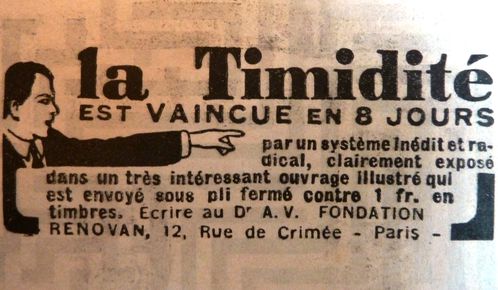 la Timidité
EST VAINCUE EN 8 JOURS
par un système inédit et ra-
dical, clairement exposé
dans un très intéressant ouvrage illustré qui
est envoyé sous pli fermé contre 1 fr. en
timbres. Écrire au Dr A. V. FONDATION
RENOVAN, 12, Rue de Crimée - Paris -